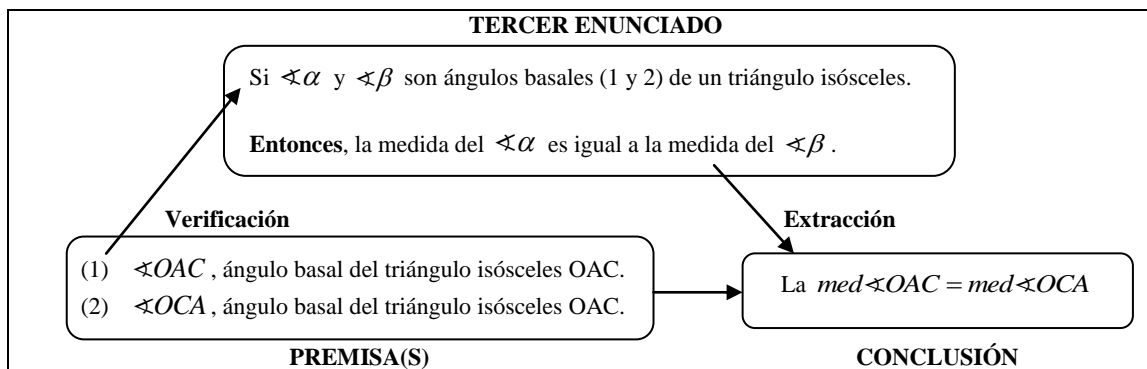 TERCER ENUNCIADO
Si ∢α y ∢β son ángulos basales (1 y 2) de un triángulo isósceles.
Entonces, la medida del ∢α es igual a la medida del ∢β.
Verificación
Extracción
(1) ∢OAC, ángulo basal del triángulo isósceles OAC.
(2) ∢OCA, ángulo basal del triángulo isósceles OAC.
La med∢OAC = med∢OCA
PREMISA(S)
CONCLUSIÓN